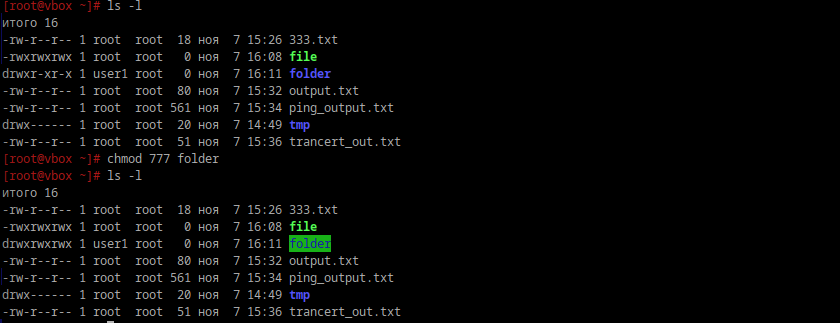 [root@vbox ~]# ls -l
итого 16
-rw-r--r-- 1 root  root  18 ноя  7 15:26 333.txt
-rwxrwxrwx 1 root  root   0 ноя  7 16:08 file
drwxr-xr-x 1 user1 root   0 ноя  7 16:11 folder
-rw-r--r-- 1 root  root  80 ноя  7 15:32 output.txt
-rw-r--r-- 1 root  root 561 ноя  7 15:34 ping_output.txt
drwx------ 1 root  root  20 ноя  7 14:49 tmp
-rw-r--r-- 1 root  root  51 ноя  7 15:36 trancert_out.txt
[root@vbox ~]# chmod 777 folder
[root@vbox ~]# ls -l
итого 16
-rw-r--r-- 1 root  root  18 ноя  7 15:26 333.txt
-rwxrwxrwx 1 root  root   0 ноя  7 16:08 file
drwxrwxrwx 1 user1 root   0 ноя  7 16:11 folder
-rw-r--r-- 1 root  root  80 ноя  7 15:32 output.txt
-rw-r--r-- 1 root  root 561 ноя  7 15:34 ping_output.txt
drwx------ 1 root  root  20 ноя  7 14:49 tmp
-rw-r--r-- 1 root  root  51 ноя  7 15:36 trancert_out.txt